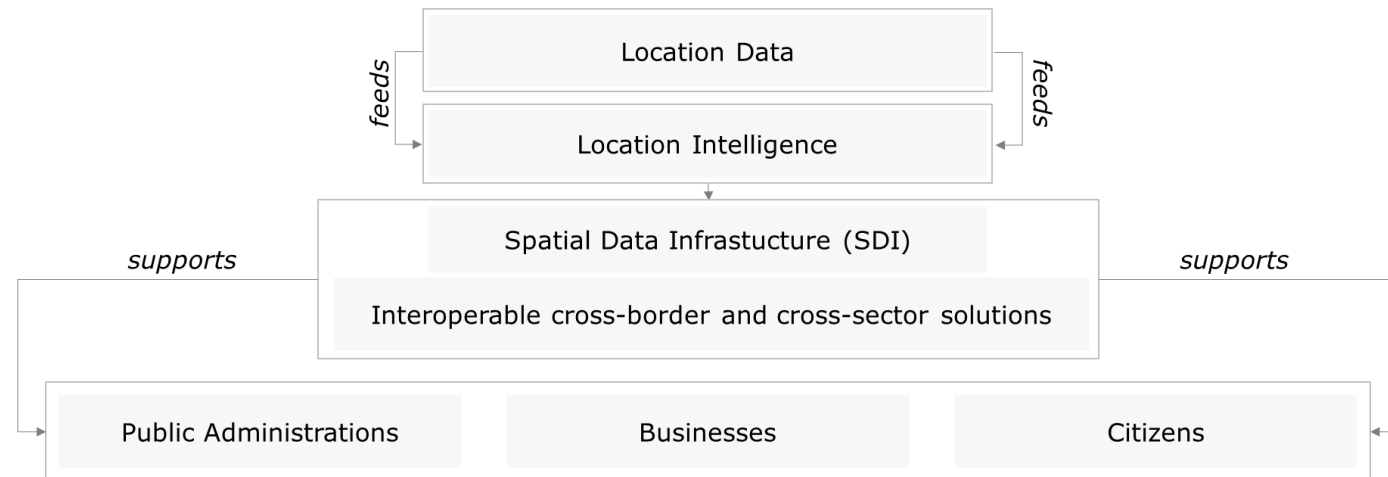 Location Data
feeds
feeds
Location Intelligence
Spatial Data Infrastucture (SDI)
supports
supports
Interoperable cross-border and cross-sector solutions
Public Administrations
Businesses
Citizens